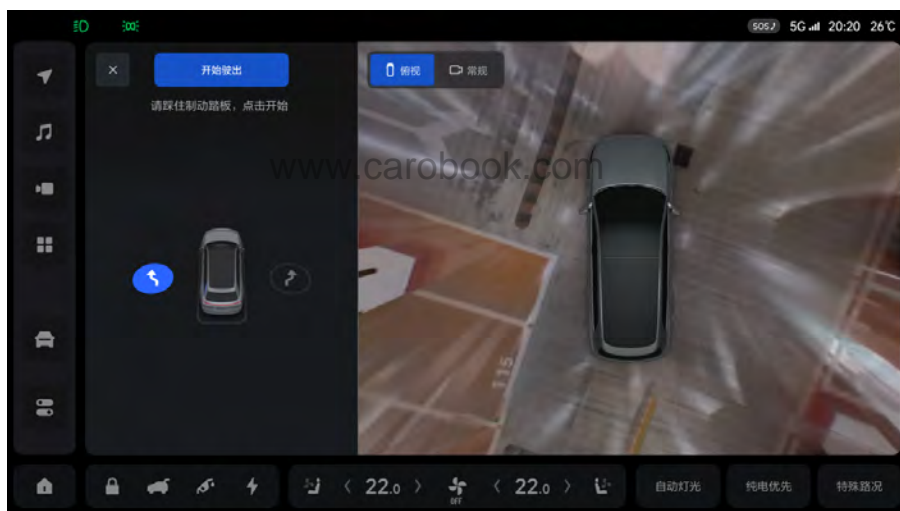 SOS 5G 20:20 26℃
× 开始驶出
俯视 常规
请踩住制动踏板，点击开始
www.carobook.com
115
22.0 OFF 22.0
自动灯光 纯电优先 特殊路况